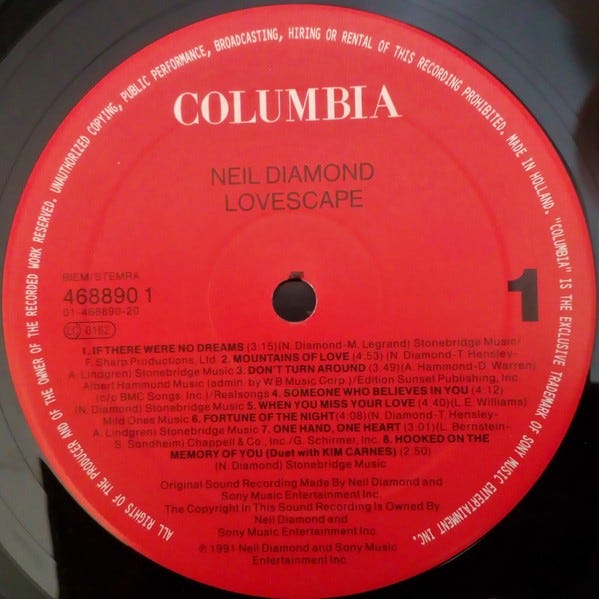 ALL RIGHTS OF THE PRODUCER AND OF THE OWNER OF THE RECORDED WORK RESERVED. UNAUTHORIZED COPYING, PUBLIC PERFORMANCE, BROADCASTING, HIRING OR RENTAL OF THIS RECORDING PROHIBITED. MADE IN HOLLAND. "COLUMBIA" IS THE EXCLUSIVE TRADEMARK OF SONY MUSIC ENTERTAINMENT INC.
COLUMBIA
NEIL DIAMOND
LOVESCAPE
BIEM/STEMRA
468890 1
01-468890-20
LC 0162
1
1. IF THERE WERE NO DREAMS (3:15)(N. Diamond-M. Legrand) Stonebridge Music/
F. Sharp Productions, Ltd. 2. MOUNTAINS OF LOVE (4:53) (N. Diamond-T. Hensley-
A. Lindgren) Stonebridge Music 3. DON'T TURN AROUND (3:49)(A. Hammond-D. Warren)
Albert Hammond Music (admin. by W B Music Corp.)/Edition Sunset Publishing, Inc.
(c/o BMC Songs, Inc.)/Realsongs 4. SOMEONE WHO BELIEVES IN YOU (4:12)
(N. Diamond) Stonebridge Music 5. WHEN YOU MISS YOUR LOVE (4:40)(L.E. Williams)
Mild Ones Music 6. FORTUNE OF THE NIGHT(4:08)(N. Diamond-T. Hensley-
A. Lindgren) Stonebridge Music 7. ONE HAND, ONE HEART (L. Bernstein-
S. Sondheim) Chappell & Co., Inc./G. Schirmer, Inc. 8. HOOKED ON THE
MEMORY OF YOU (Duet with KIM CARNES) (2:50)
(N. Diamond) Stonebridge Music
Original Sound Recording Made By Neil Diamond and
Sony Music Entertainment Inc.
The Copyright In This Sound Recording Is Owned By
Neil Diamond and
Sony Music Entertainment Inc.
℗ 1991 Neil Diamond and Sony Music
Entertainment Inc.